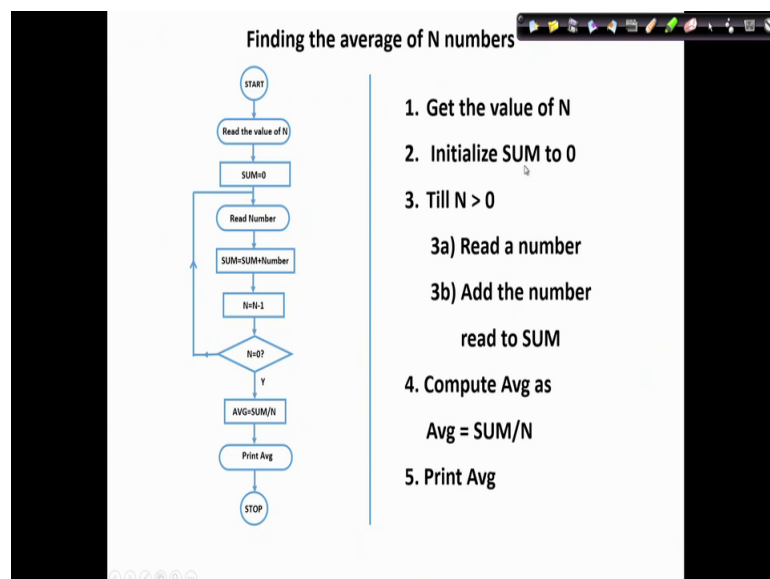 Finding the average of N numbers
START
Read the value of N
SUM=0
Read Number
SUM=SUM+Number
N=N-1
N=0?
Y
AVG=SUM/N
Print Avg
STOP
1. Get the value of N
2. Initialize SUM to 0
3. Till N > 0
3a) Read a number
3b) Add the number
read to SUM
4. Compute Avg as
Avg = SUM/N
5. Print Avg